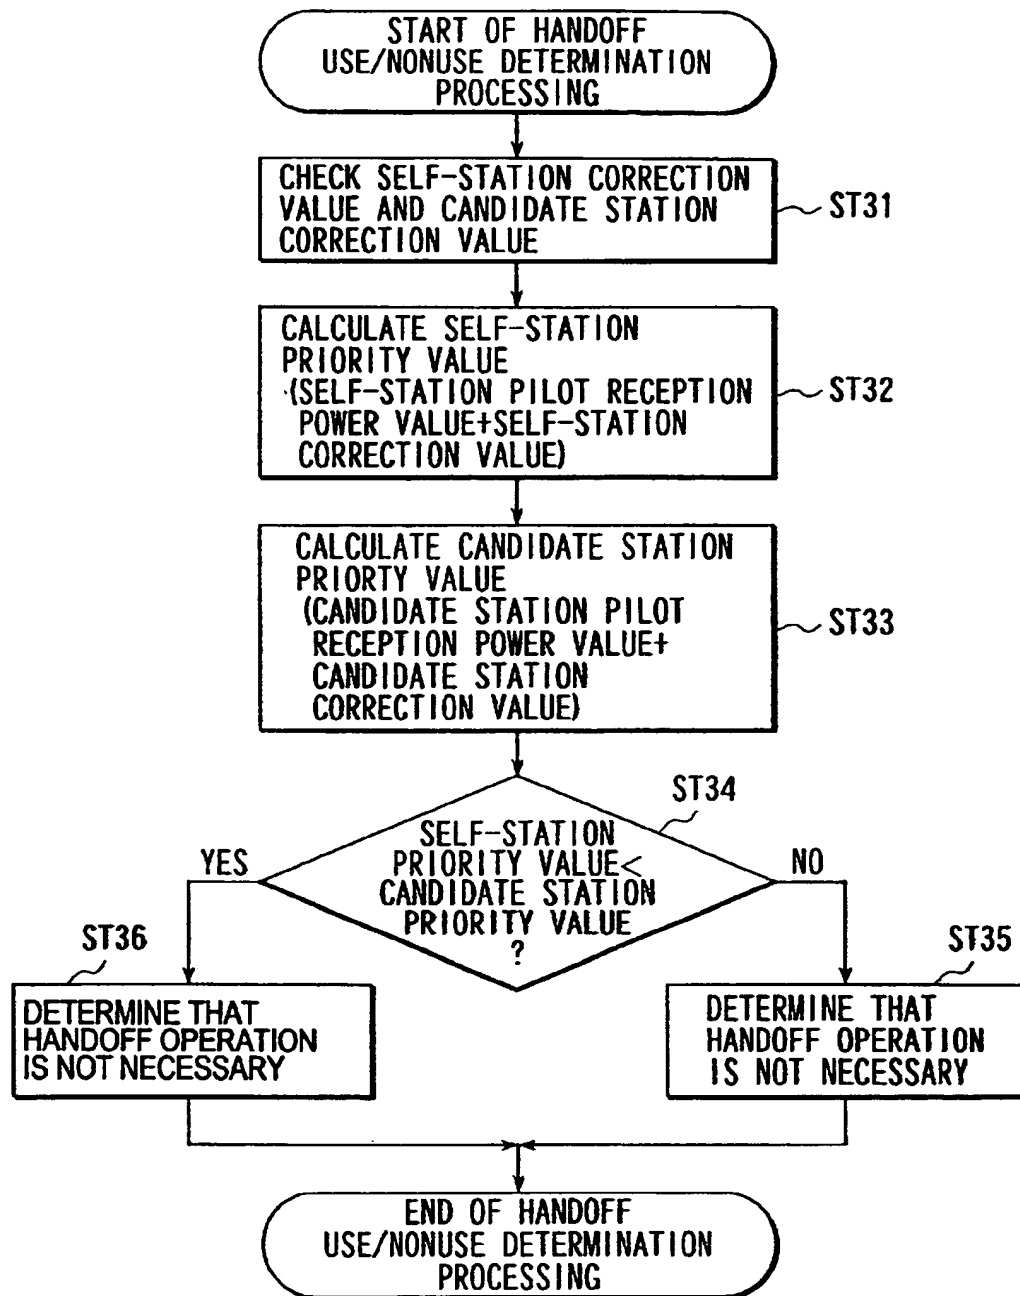 START OF HANDOFF
USE/NONUSE DETERMINATION
PROCESSING
CHECK SELF-STATION CORRECTION
VALUE AND CANDIDATE STATION
CORRECTION VALUE
ST31
CALCULATE SELF-STATION
PRIORITY VALUE
(SELF-STATION PILOT RECEPTION
POWER VALUE+SELF-STATION
CORRECTION VALUE)
ST32
CALCULATE CANDIDATE STATION
PRIORTY VALUE
(CANDIDATE STATION PILOT
RECEPTION POWER VALUE+
CANDIDATE STATION
CORRECTION VALUE)
ST33
ST34
SELF-STATION
PRIORITY VALUE<
CANDIDATE STATION
PRIORITY VALUE
?
YES
NO
ST36
DETERMINE THAT
HANDOFF OPERATION
IS NOT NECESSARY
ST35
DETERMINE THAT
HANDOFF OPERATION
IS NOT NECESSARY
END OF HANDOFF
USE/NONUSE DETERMINATION
PROCESSING